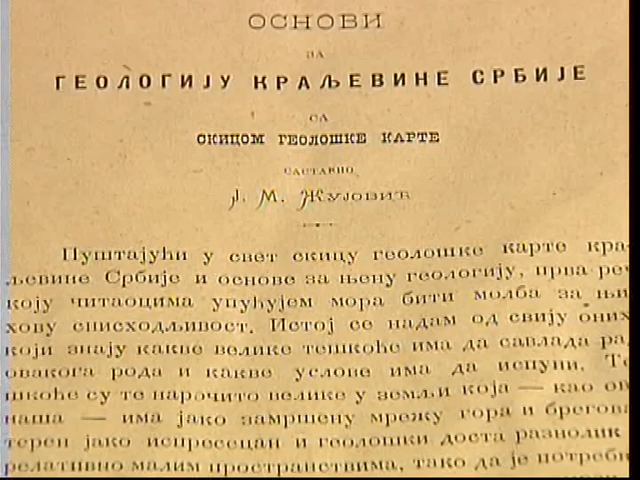 ОСНОВИ
ЗА
ГЕОЛОГИЈУ КРАЉЕВИНЕ СРБИЈЕ
СА
СКИЦОМ ГЕОЛОШКЕ КАРТЕ
САСТАВИО
Ј. М. ЖУЈОВИЋ
Пуштајући у свет скицу геолошке карте кра-
љевине Србије и основе за њену геологију, прва реч
коју читаоцима упућујем мора бити молба за њи-
хову снисходљивост. Истој се надам од свију оних
који знају какве велике тешкоће има да савлада рад
овакога рода и какве услове има да испуни. Те
шкоће су те нарочито велике у земљи која — као ов
наша — има јако замршену мрежу гора и брегова
терен јако испресецан и геолошки доста разнолик
релативно малим пространствима, тако да је потребн